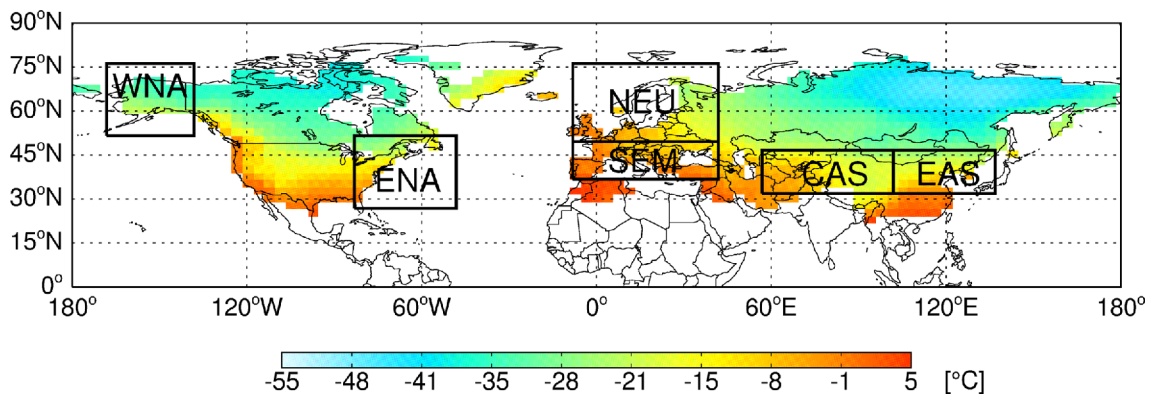 90°N
75°N
60°N
45°N
30°N
15°N
0°
WNA
NEU
SEM
ENA
CAS
EAS
180° 120°W 60°W 0° 60°E 120°E 180°
-55 -48 -41 -35 -28 -21 -15 -8 -1 5 [°C]